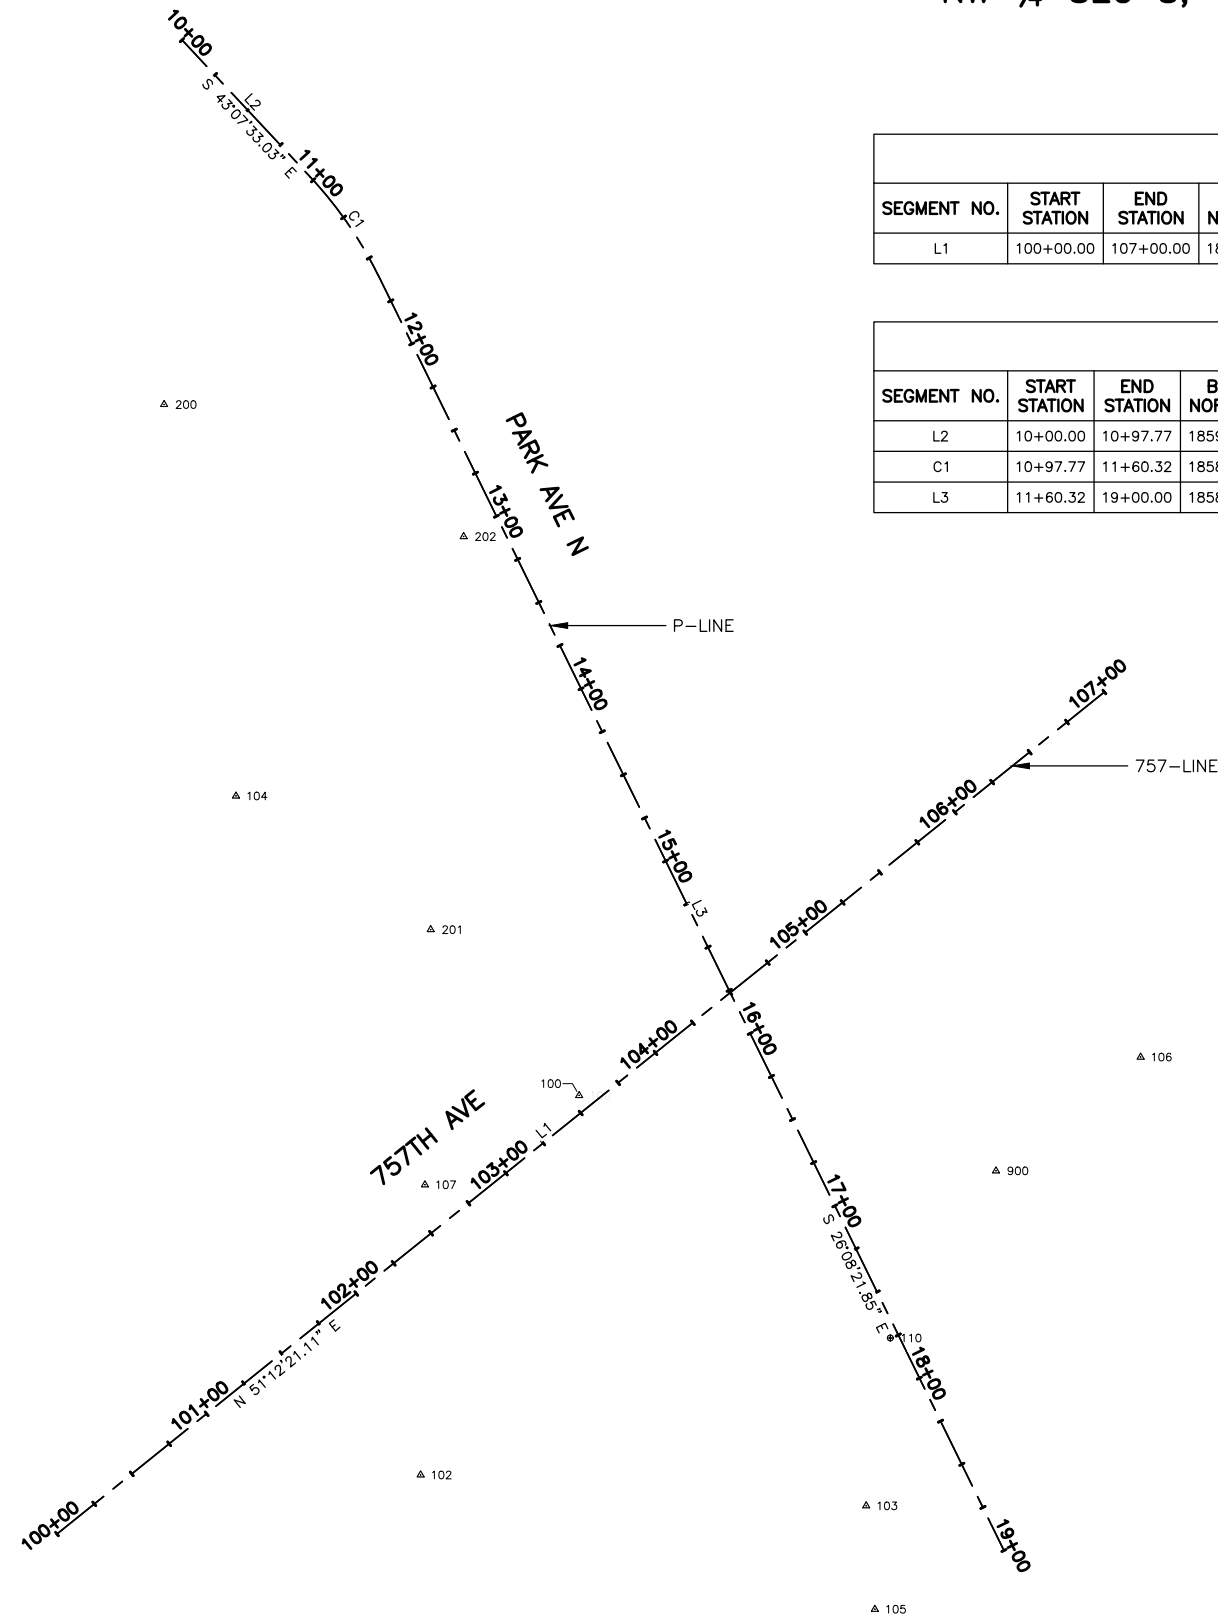 10+00
L2
S 43°07'33.03" E
11+00
C1
12+00
SEGMENT NO. START STATION END STATION
L1 100+00.00 107+00.00
SEGMENT NO. START STATION END STATION
L2 10+00.00 10+97.77
C1 10+97.77 11+60.32
L3 11+60.32 19+00.00
200
PARK AVE N
13+00
202
P-LINE
14+00
107+00
757-LINE
104
106+00
15+00
L3
201
105+00
16+00
104+00
106
100
757TH AVE
L1
103+00
107
900
17+00
S 26°08'21.85" E
102+00
N 51°12'21.11" E
110
18+00
101+00
102
103
100+00
19+00
105